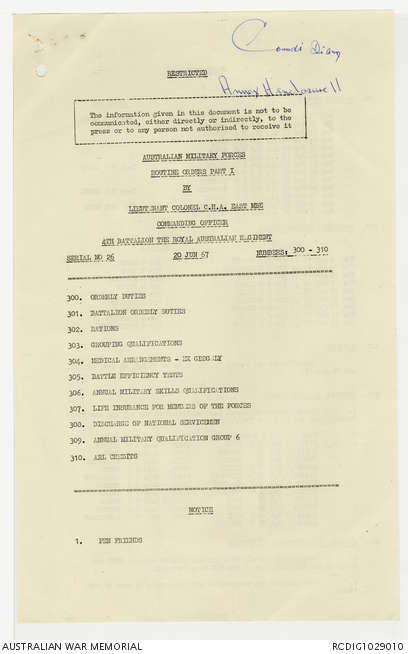 Comds Diary
RESTRICTED
Annex A enclosure 11
The information given in this document is not to be
communicated, either directly or indirectly, to the
press or to any person not authorised to receive it
AUSTRALIAN MILITARY FORCES
ROUTINE ORDERS PART I
BY
LIEUTENANT COLONEL C.H.A. EAST MBE
COMMANDING OFFICER
4TH BATTALION THE ROYAL AUSTRALIAN REGIMENT
SERIAL NO 26 20 JUN 67 NUMBERS: 300 - 310
300. ORDERLY DUTIES
301. BATTALION ORDERLY DUTIES
302. RATIONS
303. GROUPING QUALIFICATIONS
304. MEDICAL ARRANGEMENTS - EX GEDGELY
305. BATTLE EFFICIENCY TESTS
306. ANNUAL MILITARY SKILLS QUALIFICATIONS
307. LIFE INSURANCE FOR MEMBERS OF THE FORCES
308. DISCHARGE OF NATIONAL SERVICEMEN
309. ANNUAL MILITARY QUALIFICATION GROUP 6
310. ARL CREDITS
NOTICE
1. PEN FRIENDS
AUSTRALIAN WAR MEMORIAL RCDIG1029010